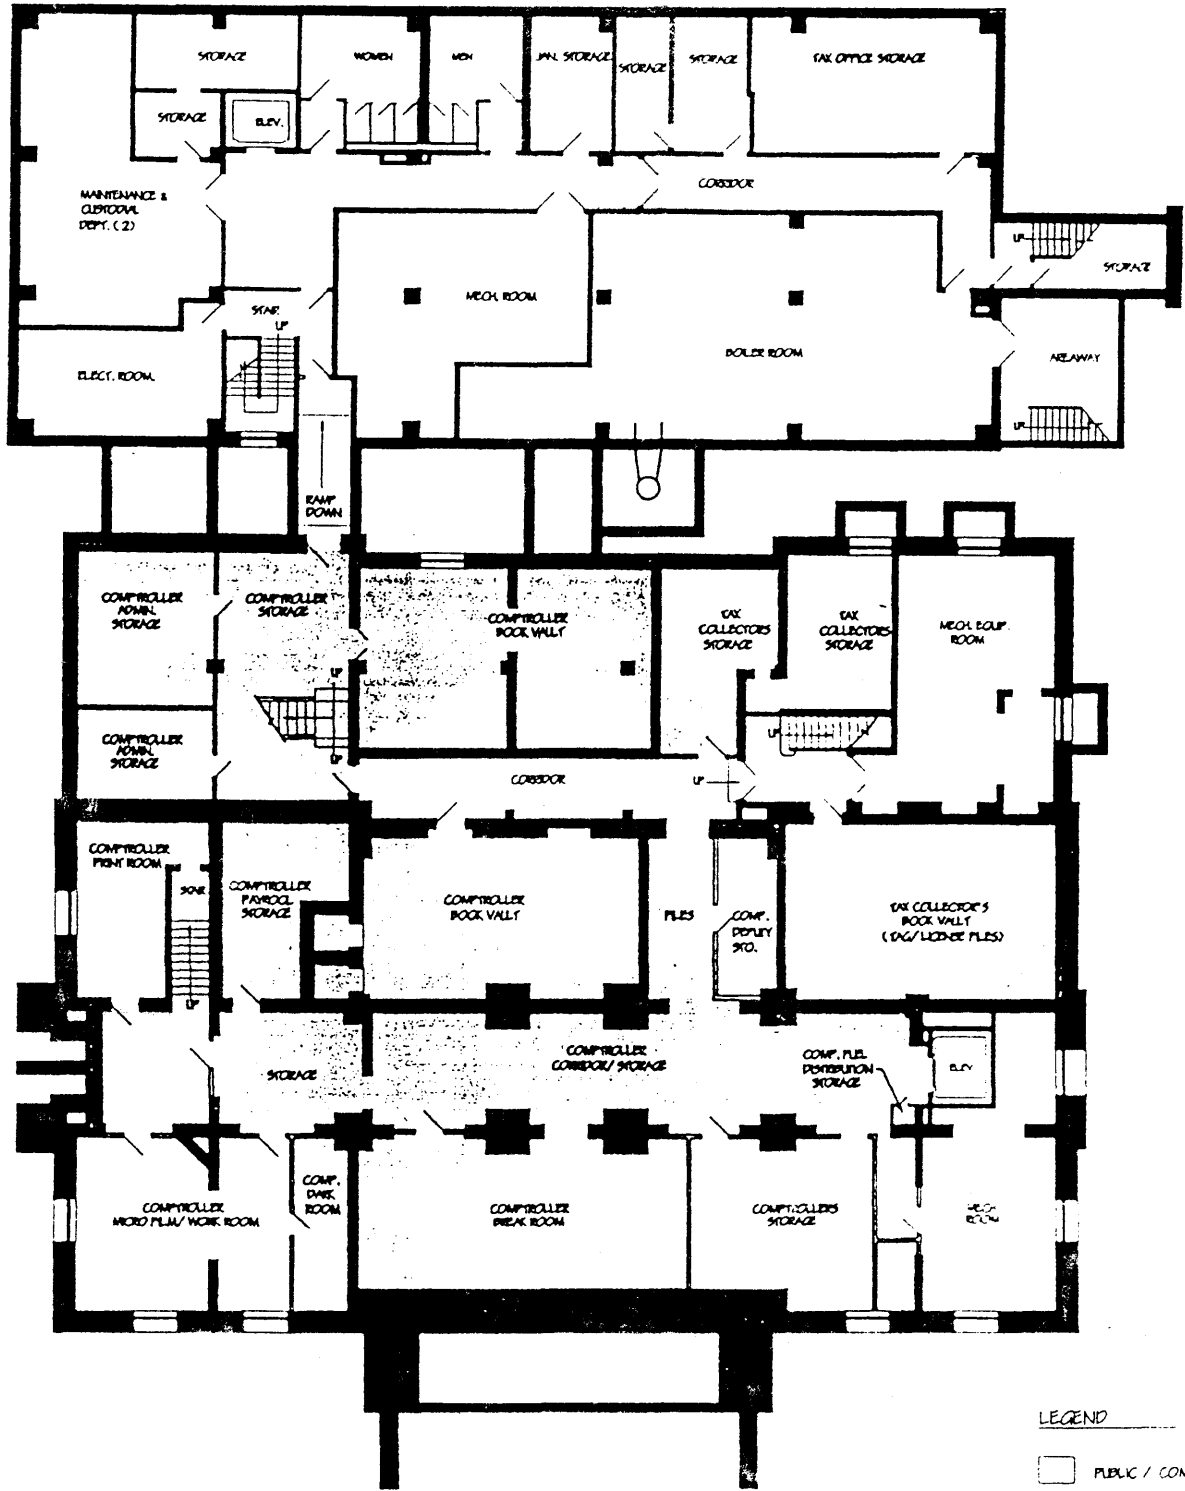 STORAGE
WOMEN
MEN
JAN. STORAGE
STORAGE
STORAGE
TAX OFFICE STORAGE
STORAGE
ELEV.
CORRIDOR
MAINTENANCE &
CUSTODIAL
DEPT. (2)
UP
STORAGE
MECH. ROOM
STAIR
UP
BOILER ROOM
AREAWAY
ELECT. ROOM.
UP
RAMP
DOWN
COMPTROLLER
ADMIN.
STORAGE
COMPTROLLER
STORAGE
COMPTROLLER
BOOK VAULT
TAX
COLLECTORS
STORAGE
TAX
COLLECTORS
STORAGE
MECH. EQUIP.
ROOM
UP
COMPTROLLER
ADMIN.
STORAGE
UP
UP
CORRIDOR
UP
COMPTROLLER
PRINT ROOM
STAIR
UP
COMPTROLLER
PAYROOL
STORAGE
COMPTROLLER
BOOK VAULT
FILES
COMP.
DEPUTY
STO.
TAX COLLECTOR'S
BOOK VAULT
(TAG/LICENSE FILES)
STORAGE
COMPTROLLER
CORRIDOR/STORAGE
COMP. FUEL
DISTRIBUTION
STORAGE
ELEV
COMPTROLLER
MICRO FILM/WORK ROOM
COMP.
DARK
ROOM
COMPTROLLER
BREAK ROOM
COMPTROLLERS
STORAGE
MECH.
ROOM
LEGEND
PUBLIC / COM